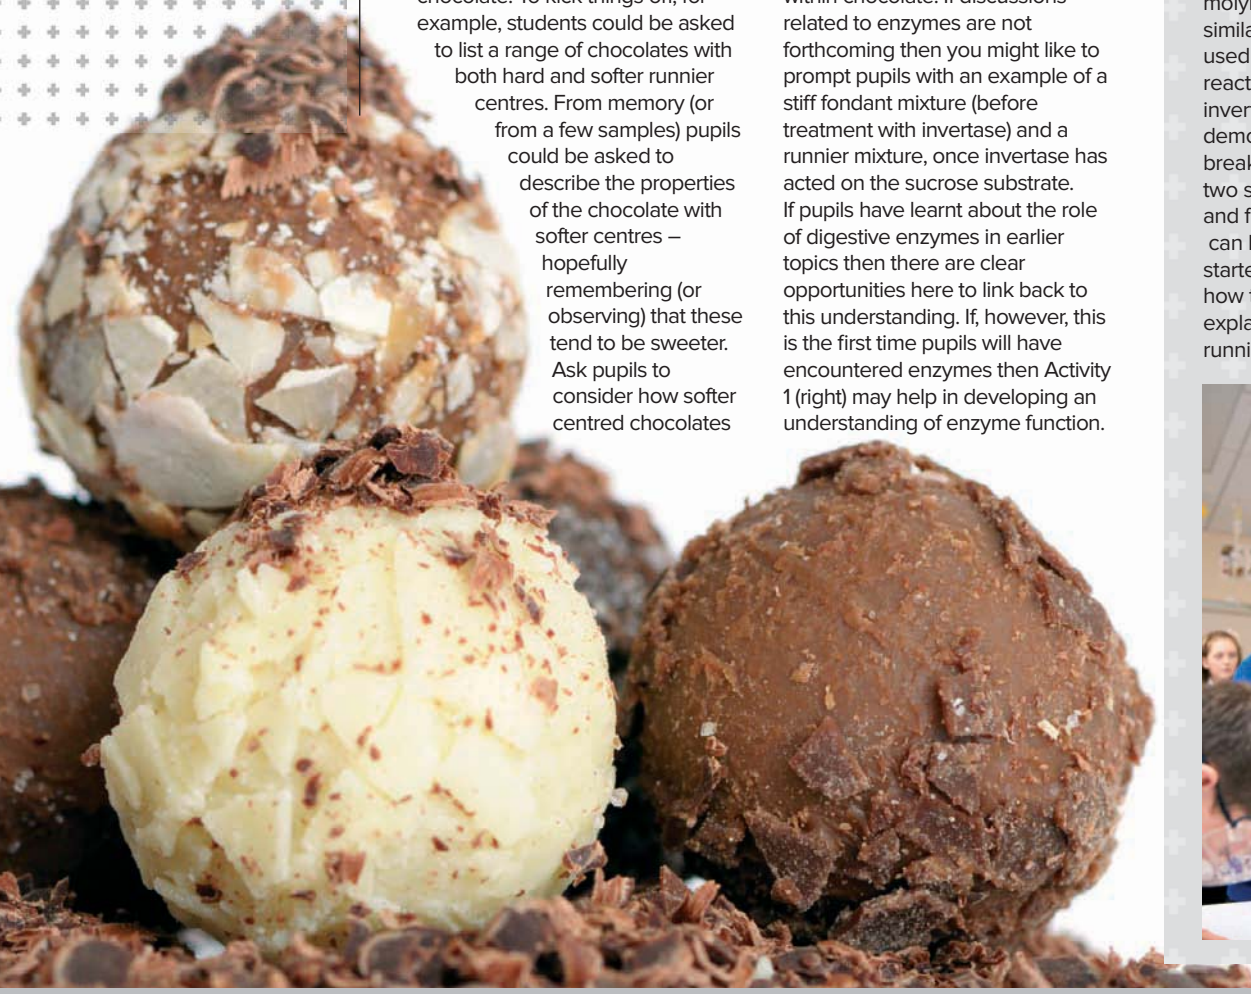 example, students could be asked
to list a range of chocolates with
both hard and softer runnier
centres. From memory (or
from a few samples) pupils
could be asked to
describe the properties
of the chocolate with
softer centres –
hopefully
remembering (or
observing) that these
tend to be sweeter.
Ask pupils to
consider how softer
centred chocolates
within chocolate. If discussions
related to enzymes are not
forthcoming then you might like to
prompt pupils with an example of a
stiff fondant mixture (before
treatment with invertase) and a
runnier mixture, once invertase has
acted on the sucrose substrate.
If pupils have learnt about the role
of digestive enzymes in earlier
topics then there are clear
opportunities here to link back to
this understanding. If, however, this
is the first time pupils will have
encountered enzymes then Activity
1 (right) may help in developing an
understanding of enzyme function.
used
two s
and f
can
how